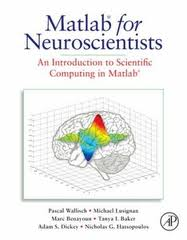 Matlab® for
Neuroscientists
An Introduction to Scientific
Computing in Matlab®
Pascal Wallisch • Michael Lusignan
Marc Benayoun • Tanya I. Baker
Adam S. Dickey • Nicholas G. Hatsopoulos